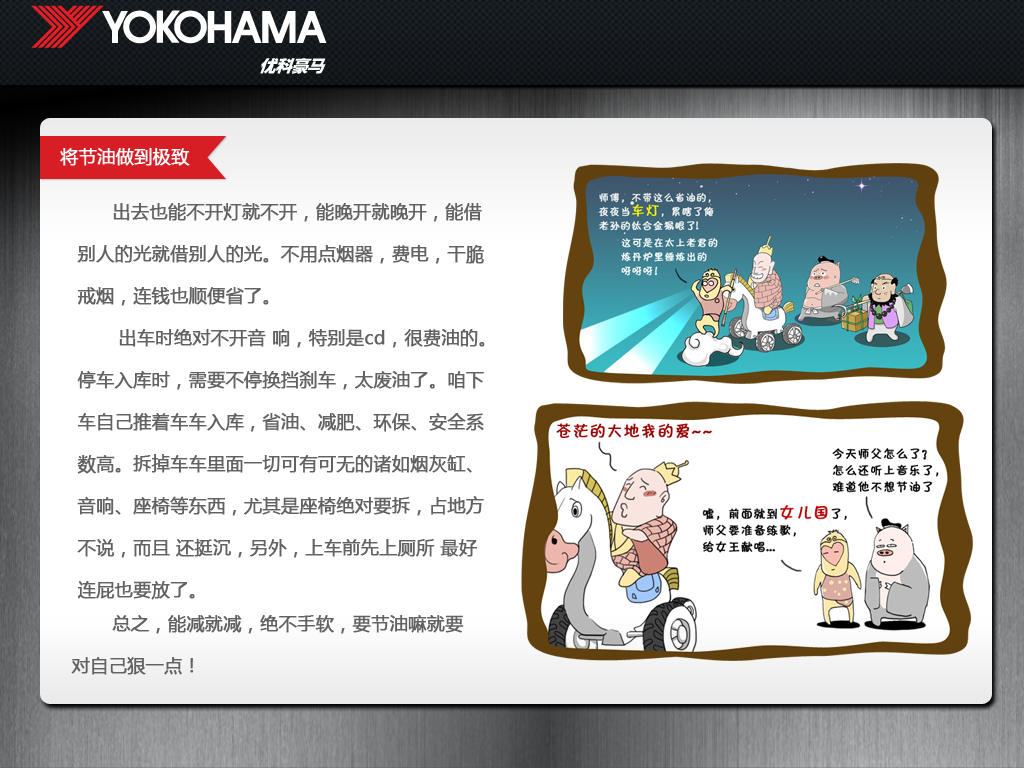 YOKOHAMA
优科豪马
将节油做到极致
出去也能不开灯就不开，能晚开就晚开，能借
别人的光就借别人的光。不用点烟器，费电，干脆
戒烟，连钱也顺便省了。
出车时绝对不开音 响，特别是cd，很费油的。
停车入库时，需要不停换挡刹车，太废油了。咱下
车自己推着车车入库，省油、减肥、环保、安全系
数高。拆掉车车里面一切可有可无的诸如烟灰缸、
音响、座椅等东西，尤其是座椅绝对要拆，占地方
不说，而且 还挺沉，另外，上车前先上厕所 最好
连屁也要放了。
总之，能减就减，绝不手软，要节油嘛就要
对自己狠一点！
师傅，不带这么省油的，
夜夜当车灯，累瞎了俺
老孙的钛合金猴眼了!
这可是在太上老君的
炼丹炉里锤炼出的
呀呀呀!
苍茫的大地我的爱~~
今天师父怎么了?
怎么还听上音乐了，
难道他不想节油了
嘘，前面就到女儿国了，
师父要准备练歌，
给女王献唱...